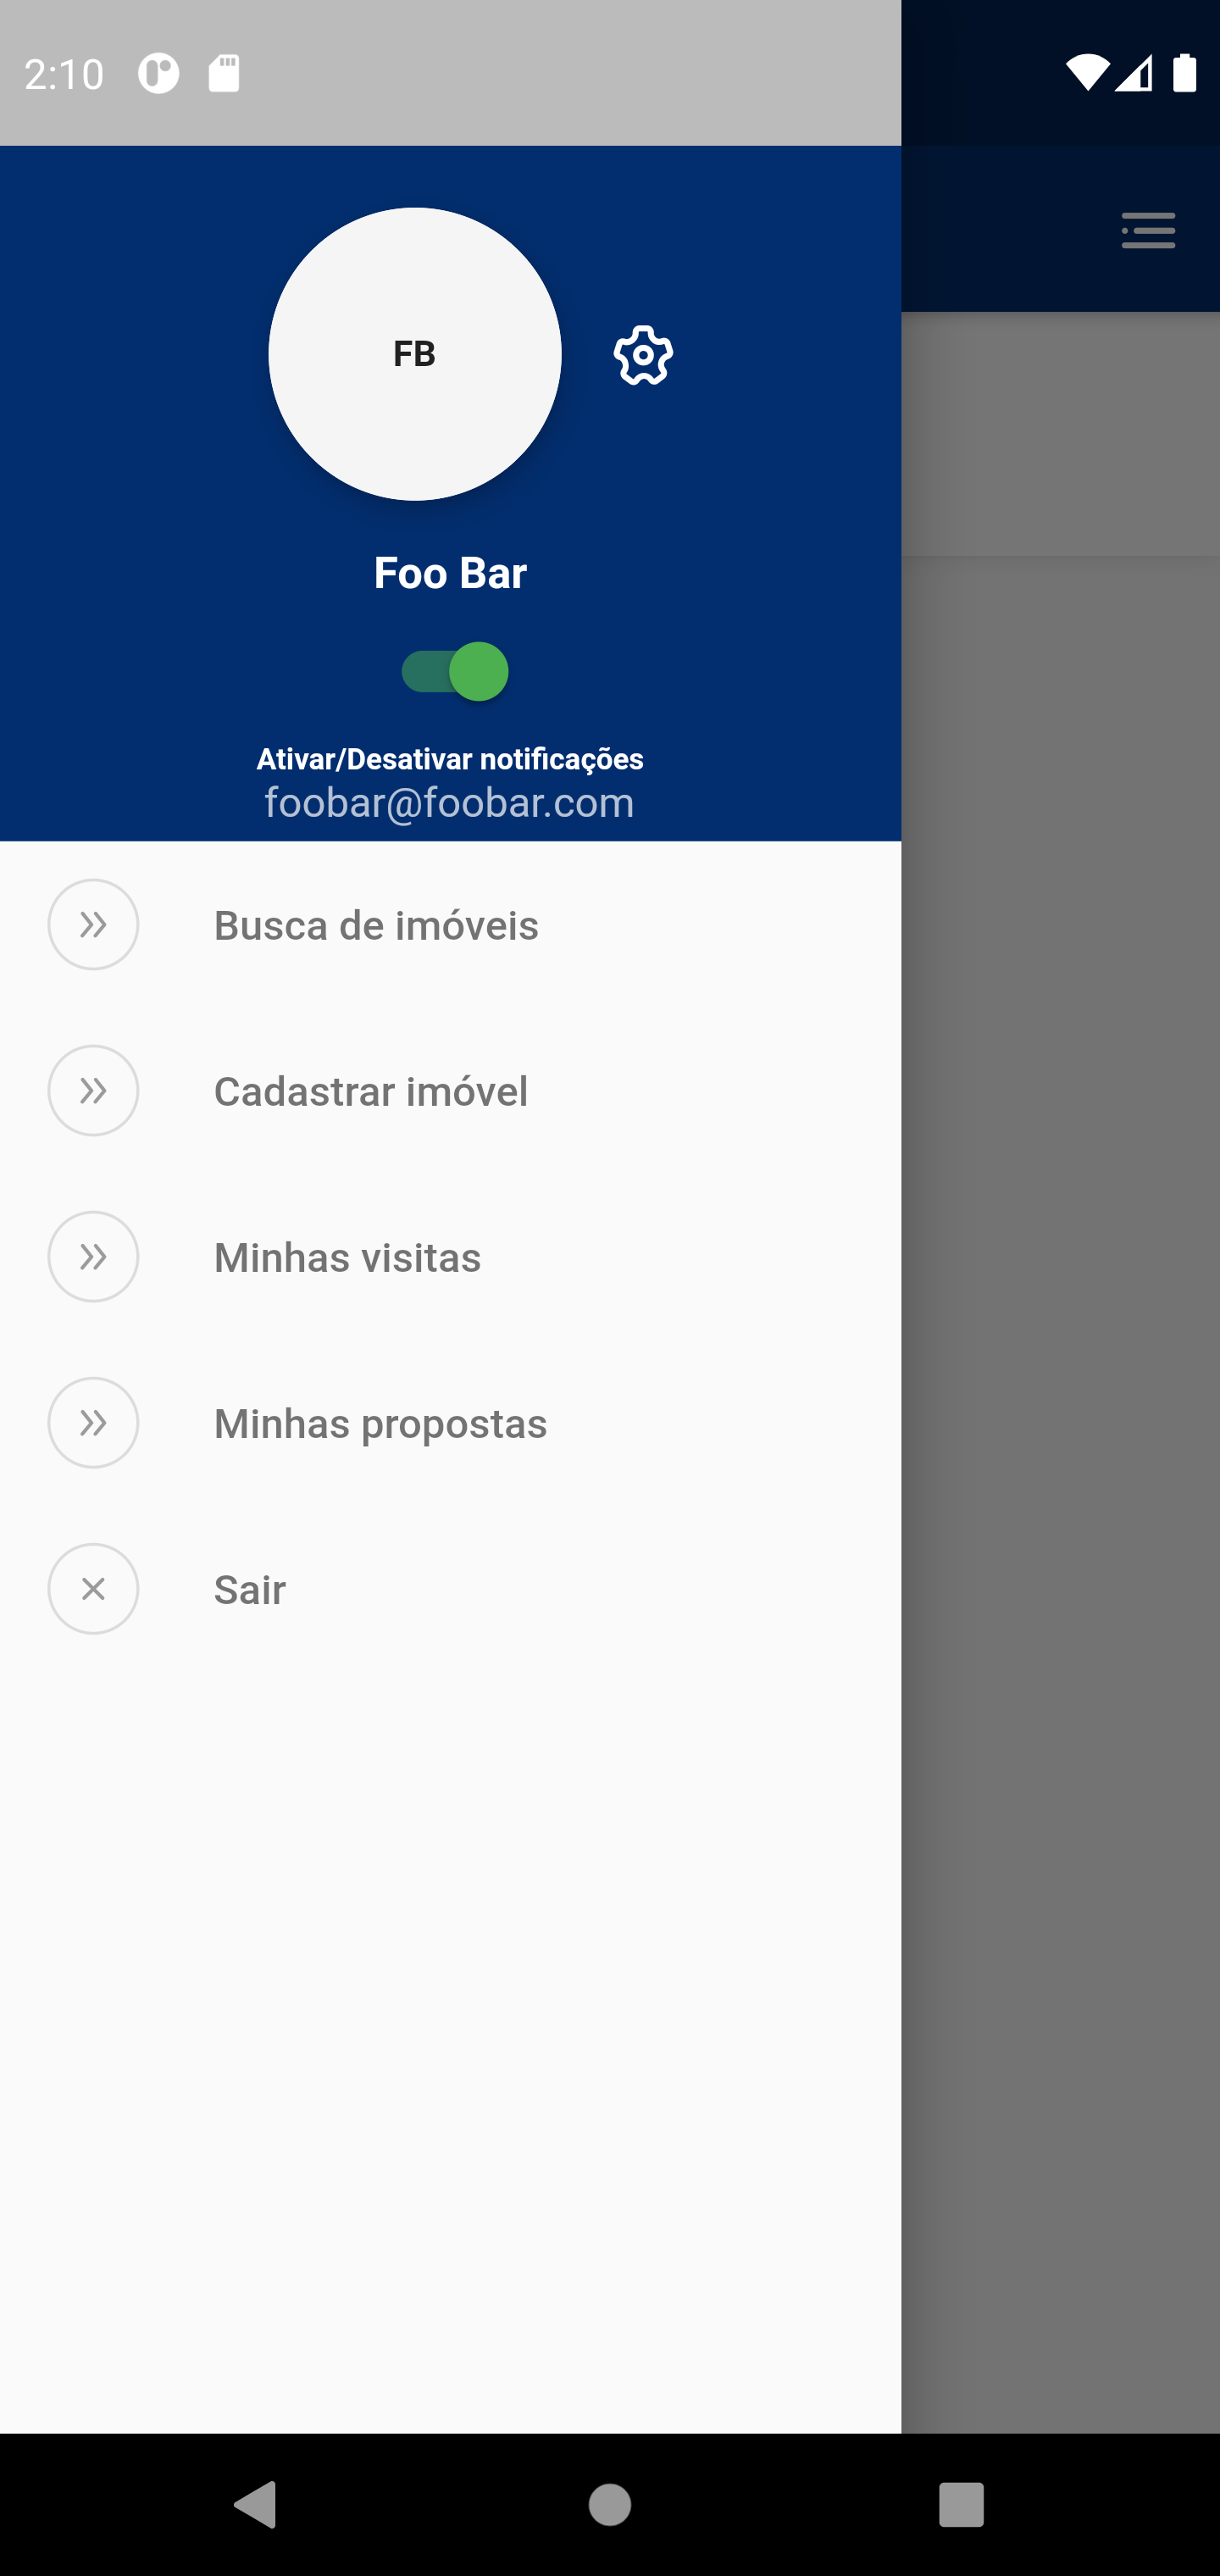 2:10
FB
Foo Bar
Ativar/Desativar notificações
foobar@foobar.com
Busca de imóveis
Cadastrar imóvel
Minhas visitas
Minhas propostas
Sair